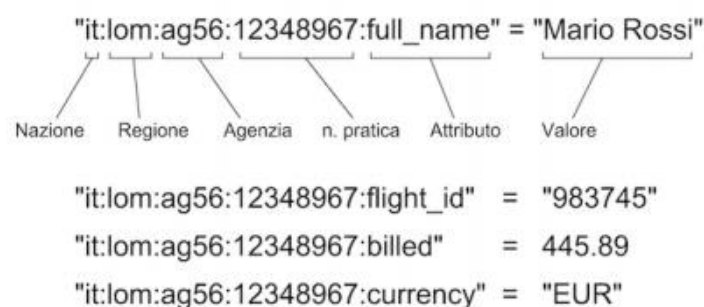 "it:lom:ag56:12348967:full_name" = "Mario Rossi"
Nazione Regione Agenzia n. pratica Attributo Valore
"it:lom:ag56:12348967:flight_id" = "983745"
"it:lom:ag56:12348967:billed" = 445.89
"it:lom:ag56:12348967:currency" = "EUR"